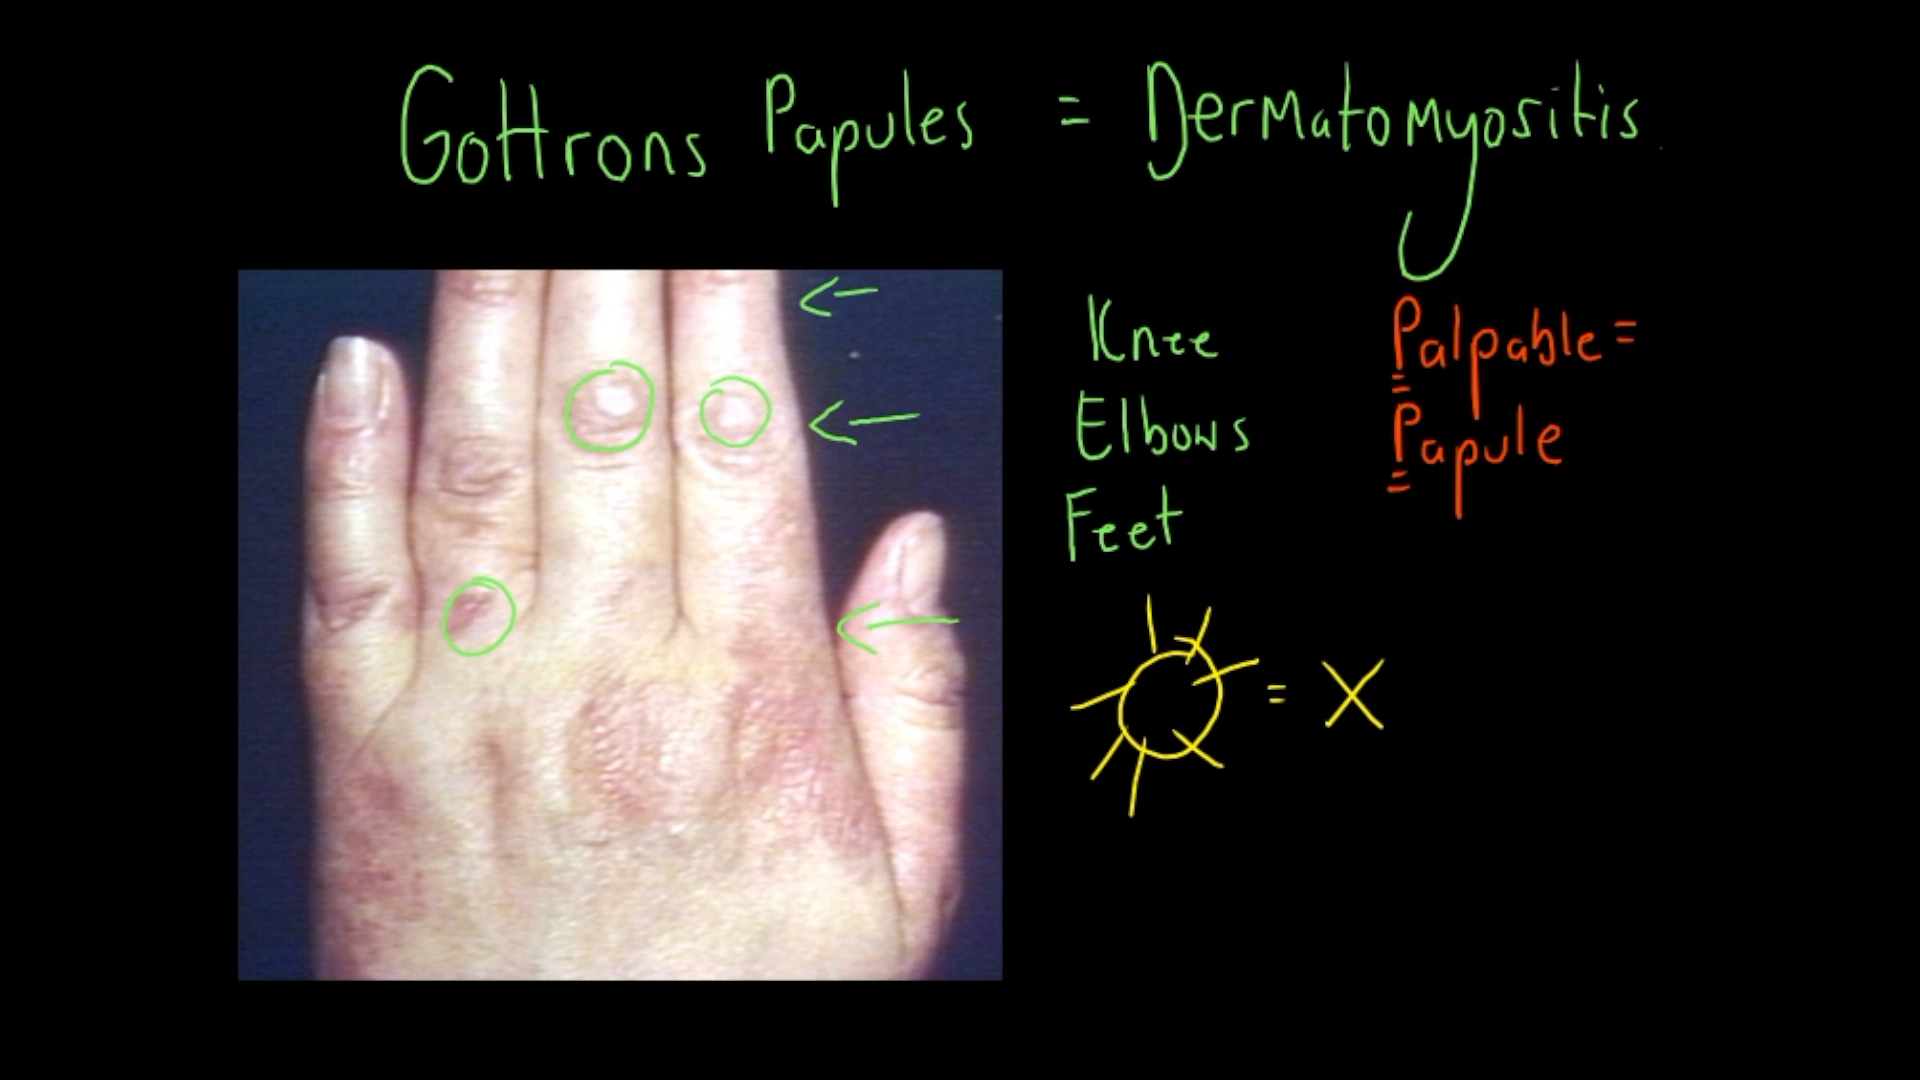 Gottrons Papules = Dermatomyositis
Knee
Elbows
Feet
Palpable =
Papule
= X